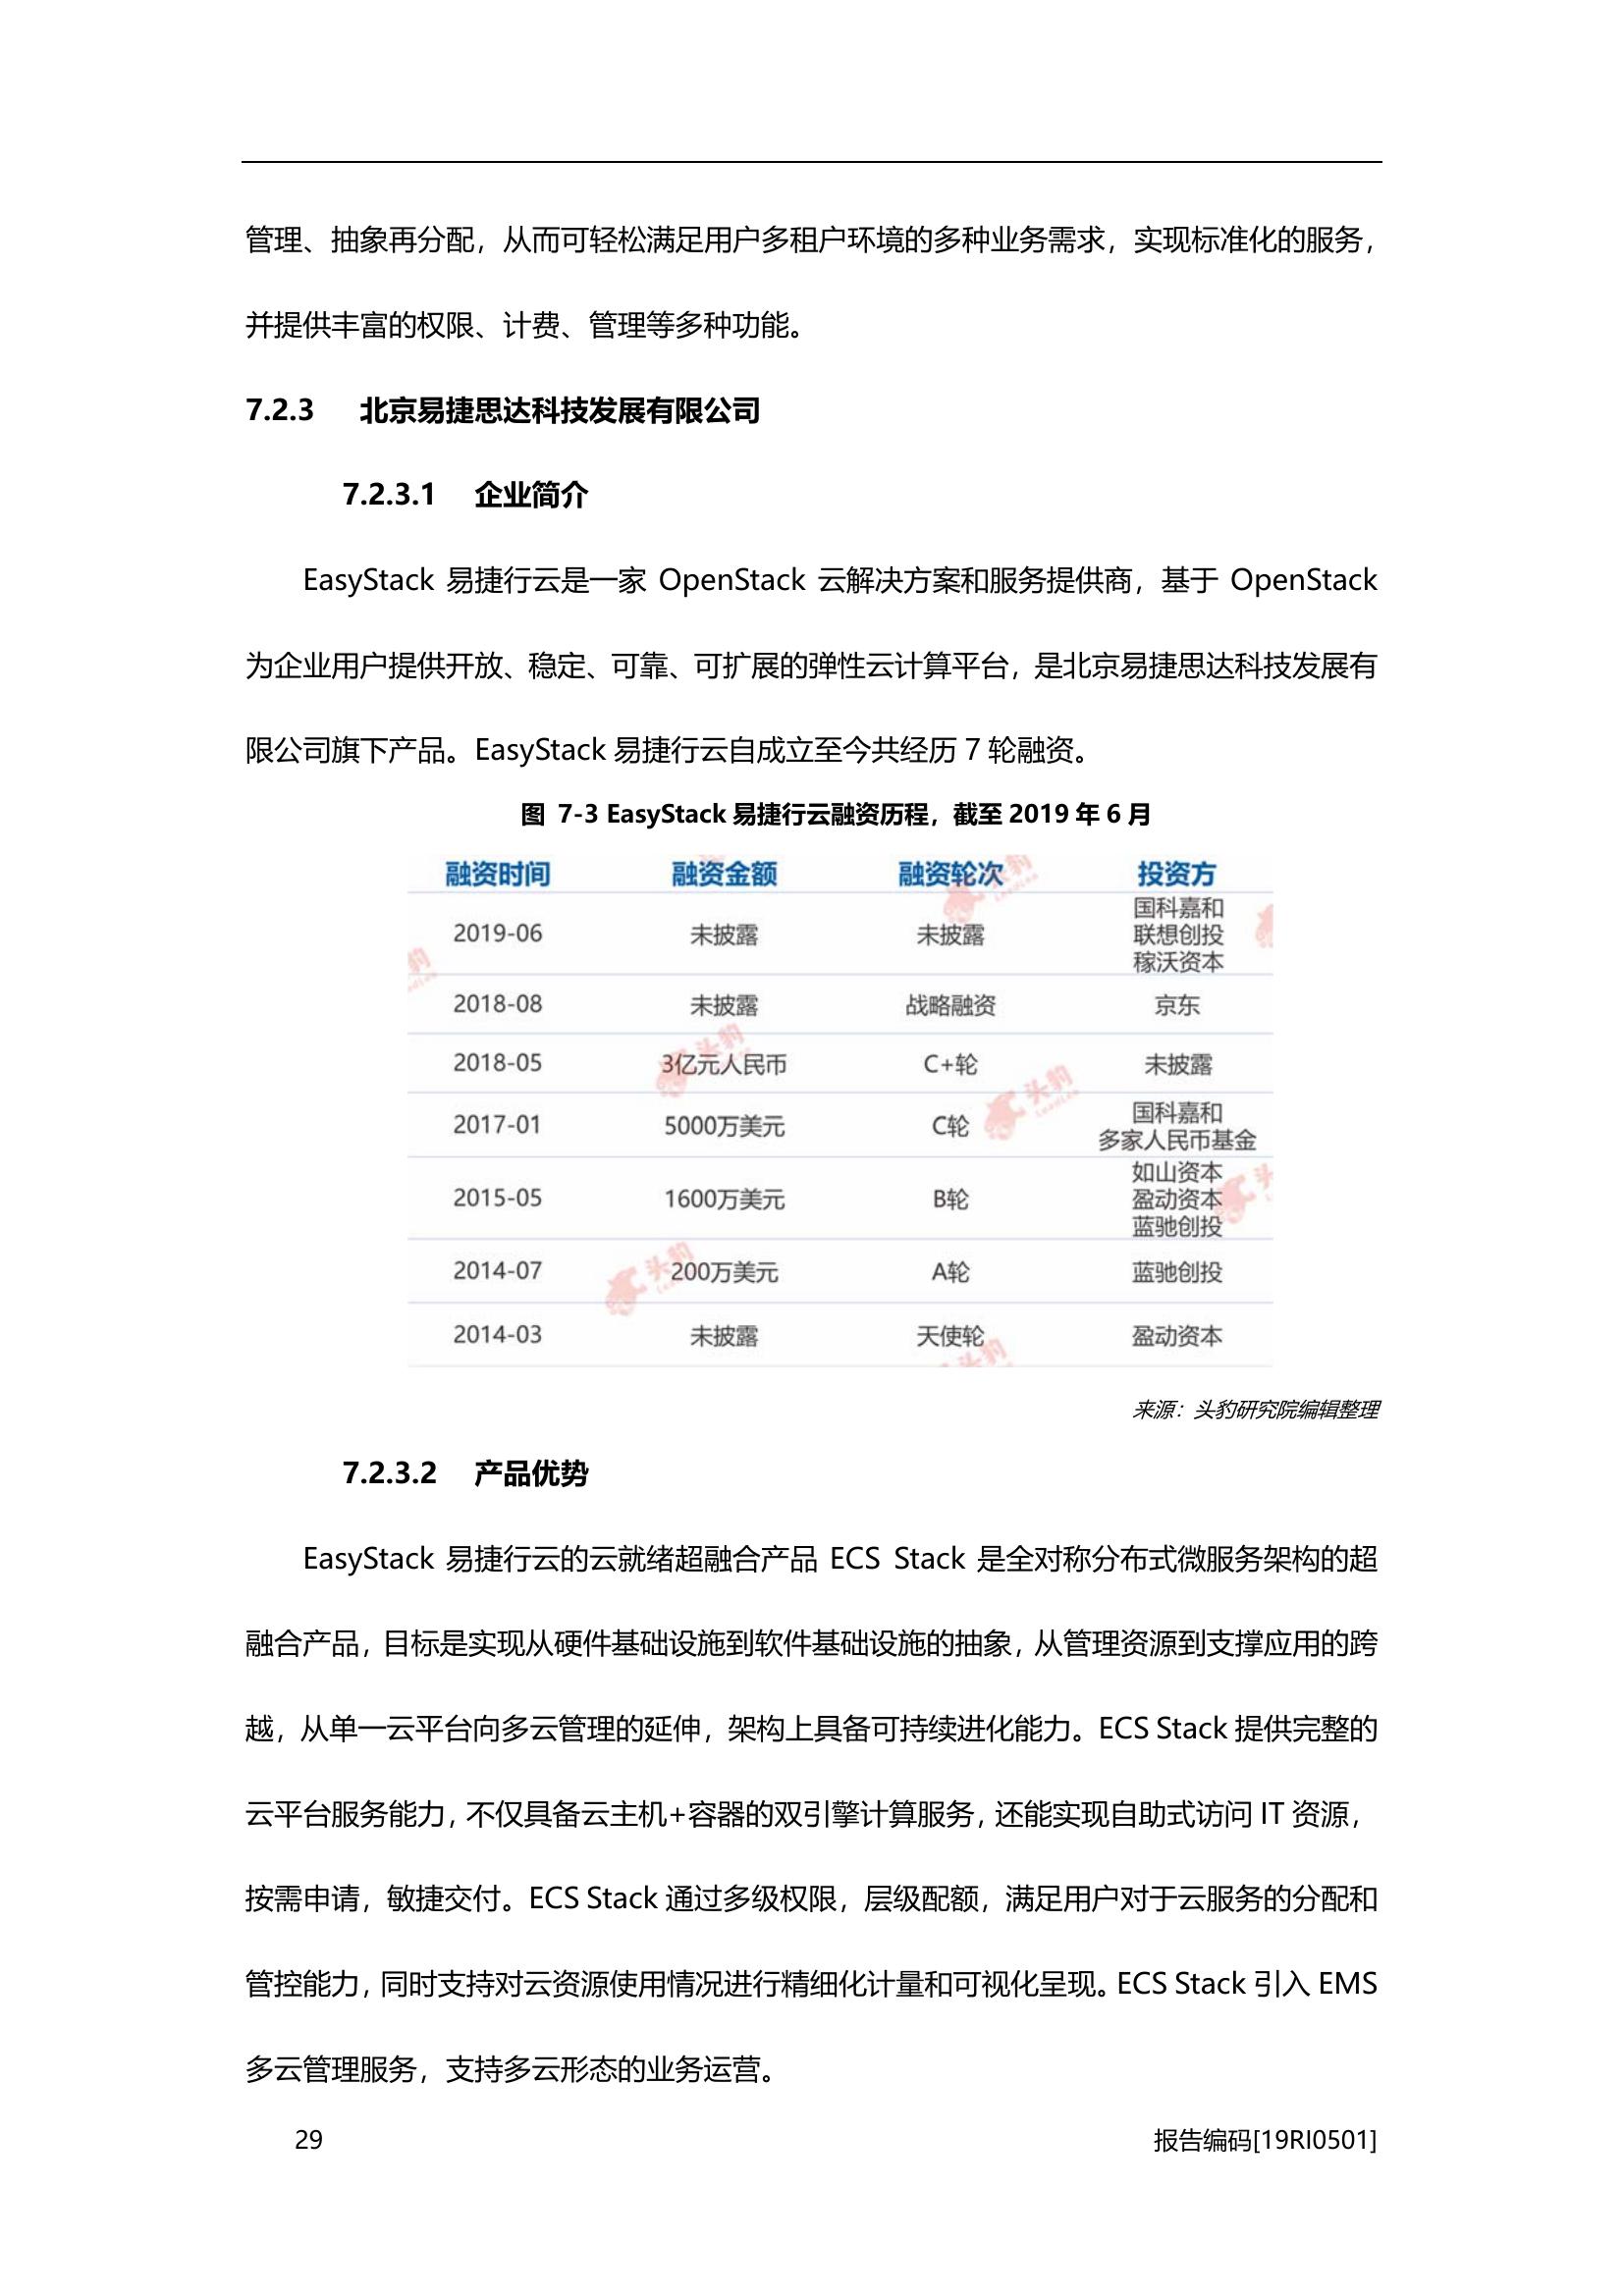 管理、抽象再分配，从而可轻松满足用户多租户环境的多种业务需求，实现标准化的服务，
并提供丰富的权限、计费、管理等多种功能。
7.2.3 北京易捷思达科技发展有限公司
7.2.3.1 企业简介
EasyStack 易捷行云是一家 OpenStack 云解决方案和服务提供商，基于 OpenStack
为企业用户提供开放、稳定、可靠、可扩展的弹性云计算平台，是北京易捷思达科技发展有
限公司旗下产品。EasyStack 易捷行云自成立至今共经历 7 轮融资。
图 7-3 EasyStack 易捷行云融资历程，截至 2019 年 6 月
融资时间 融资金额 融资轮次 投资方
2019-06 未披露 未披露 国科嘉和
联想创投
稼沃资本
2018-08 未披露 战略融资 京东
2018-05 3亿元人民币 C+轮 未披露
2017-01 5000万美元 C轮 国科嘉和
多家人民币基金
2015-05 1600万美元 B轮 如山资本
盈动资本
蓝驰创投
2014-07 200万美元 A轮 蓝驰创投
2014-03 未披露 天使轮 盈动资本
来源：头豹研究院编辑整理
7.2.3.2 产品优势
EasyStack 易捷行云的云就绪超融合产品 ECS Stack 是全对称分布式微服务架构的超
融合产品，目标是实现从硬件基础设施到软件基础设施的抽象，从管理资源到支撑应用的跨
越，从单一云平台向多云管理的延伸，架构上具备可持续进化能力。ECS Stack 提供完整的
云平台服务能力，不仅具备云主机+容器的双引擎计算服务，还能实现自助式访问 IT 资源，
按需申请，敏捷交付。ECS Stack 通过多级权限，层级配额，满足用户对于云服务的分配和
管控能力，同时支持对云资源使用情况进行精细化计量和可视化呈现。ECS Stack 引入 EMS
多云管理服务，支持多云形态的业务运营。
29 报告编码[19RI0501]